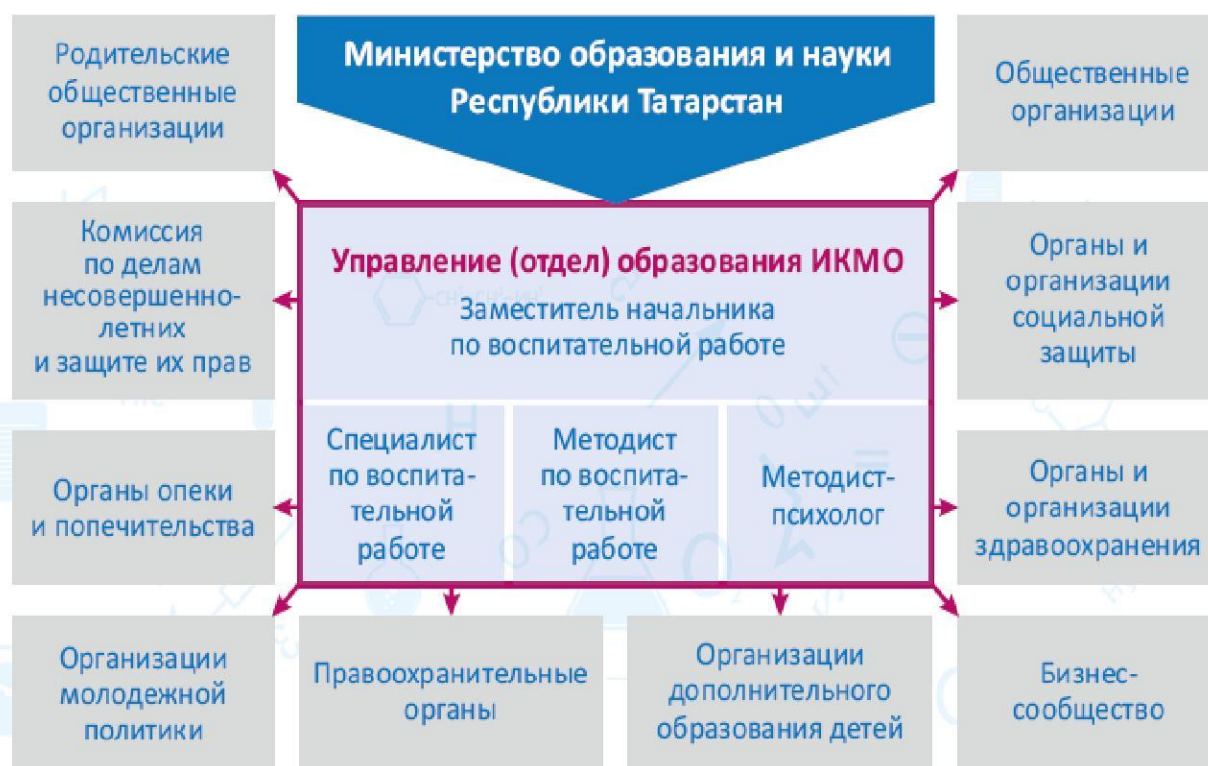 Родительские
общественные
организации
Министерство образования и науки
Республики Татарстан
Общественные
организации
Комиссия
по делам
несовершенно-
летних
и защите их прав
Управление (отдел) образования ИКМО
Заместитель начальника
по воспитательной работе
Органы и
организации
социальной
защиты
Органы опеки
и попечительства
Специалист
по воспита-
тельной
работе
Методист
по воспита-
тельной
работе
Методист-
психолог
Органы и
организации
здравоохранения
Организации
молодежной
политики
Правоохранительные
органы
Организации
дополнительного
образования детей
Бизнес-
сообщество